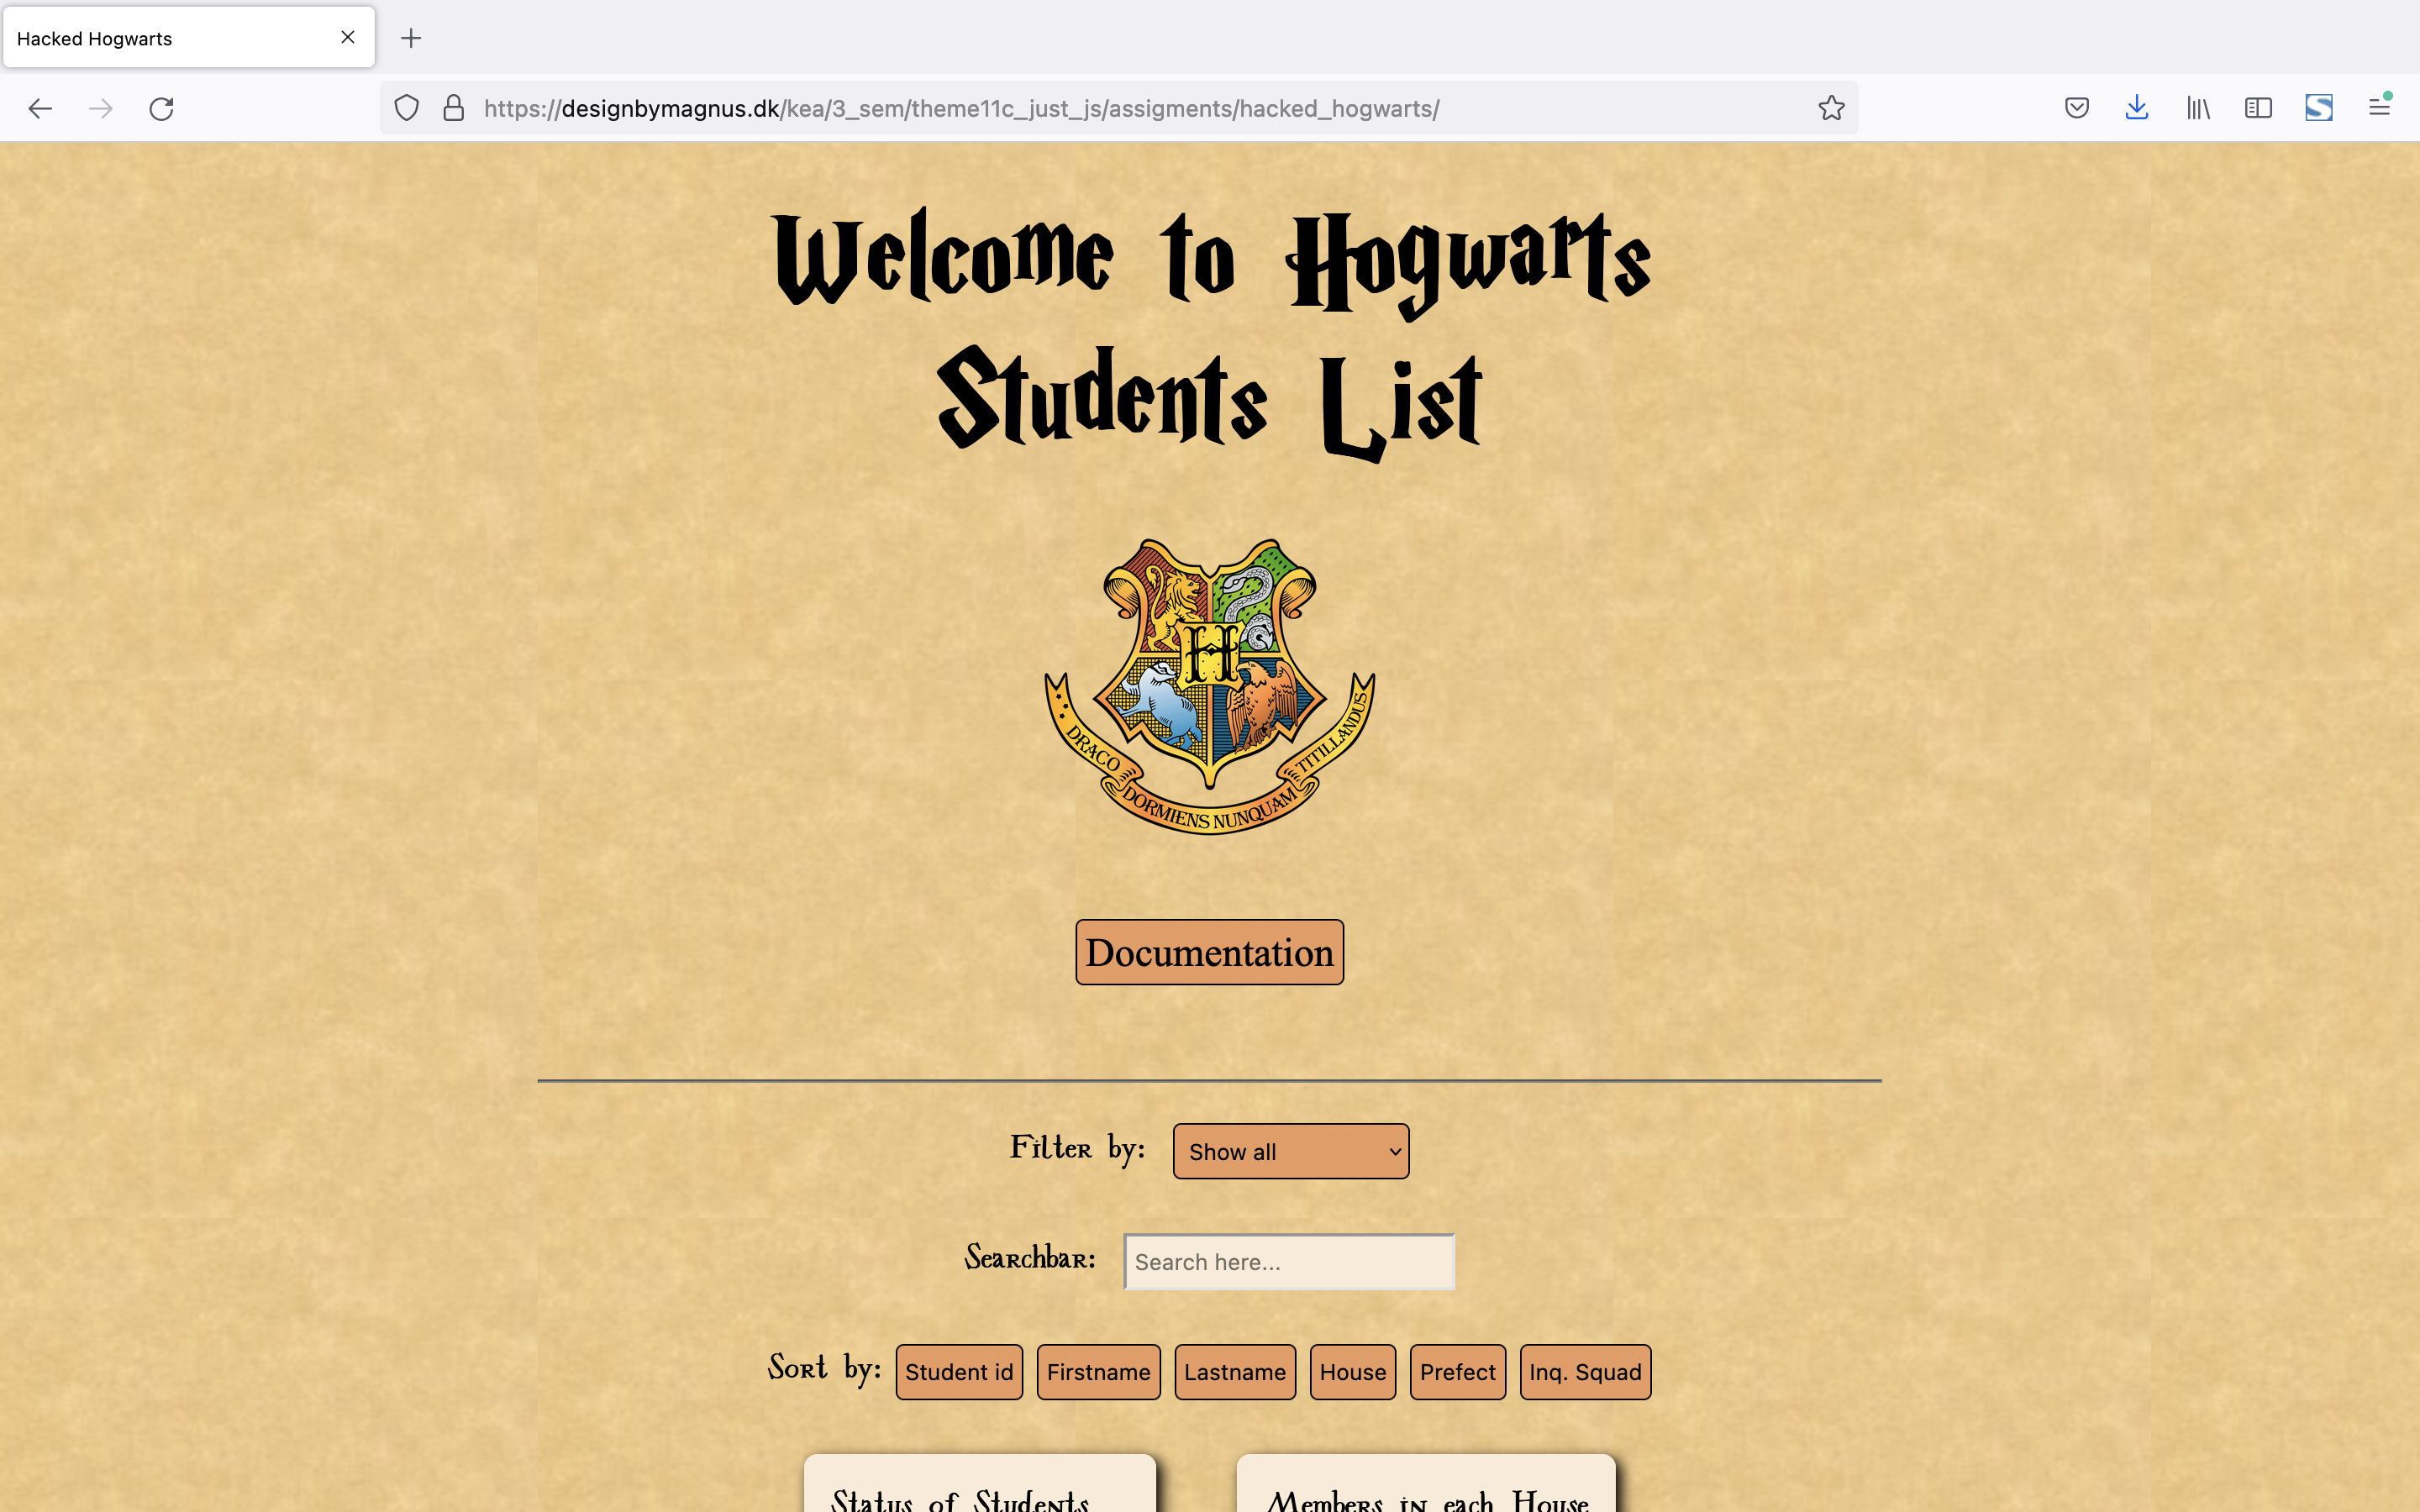 Hacked Hogwarts
https://designbymagnus.dk/kea/3_sem/theme11c_just_js/assigments/hacked_hogwarts/
Welcome to Hogwarts
Students List
H
DRACO DORMIENS NUNQUAM TITILLANDUS
Documentation
Filter by: Show all
Searchbar: Search here...
Sort by: Student id Firstname Lastname House Prefect Inq. Squad
Status of Students Members in each House